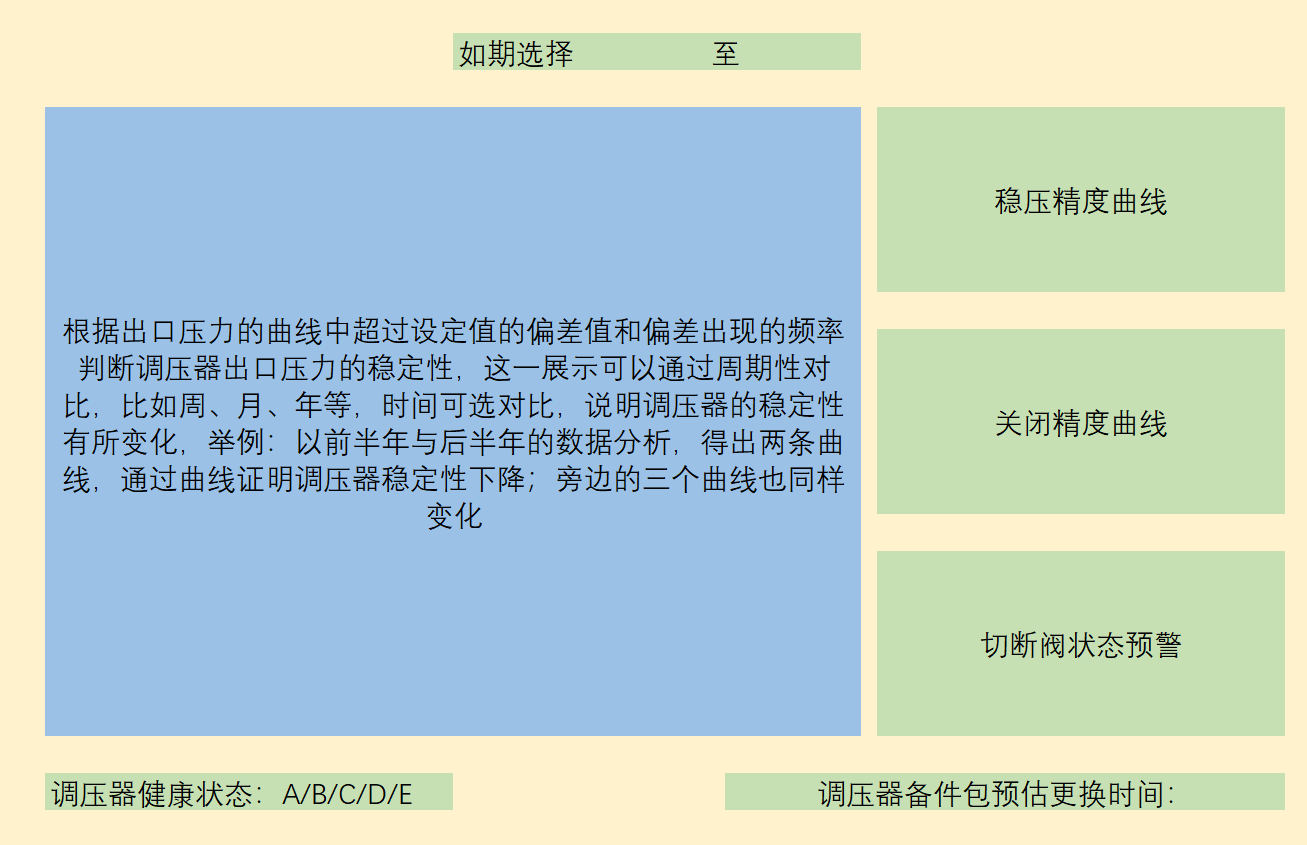 如期选择 至
根据出口压力的曲线中超过设定值的偏差值和偏差出现的频率
判断调压器出口压力的稳定性，这一展示可以通过周期性对
比，比如周、月、年等，时间可选对比，说明调压器的稳定性
有所变化，举例：以前半年与后半年的数据分析，得出两条曲
线，通过曲线证明调压器稳定性下降；旁边的三个曲线也同样
变化
稳压精度曲线
关闭精度曲线
切断阀状态预警
调压器健康状态：A/B/C/D/E
调压器备件包预估更换时间：